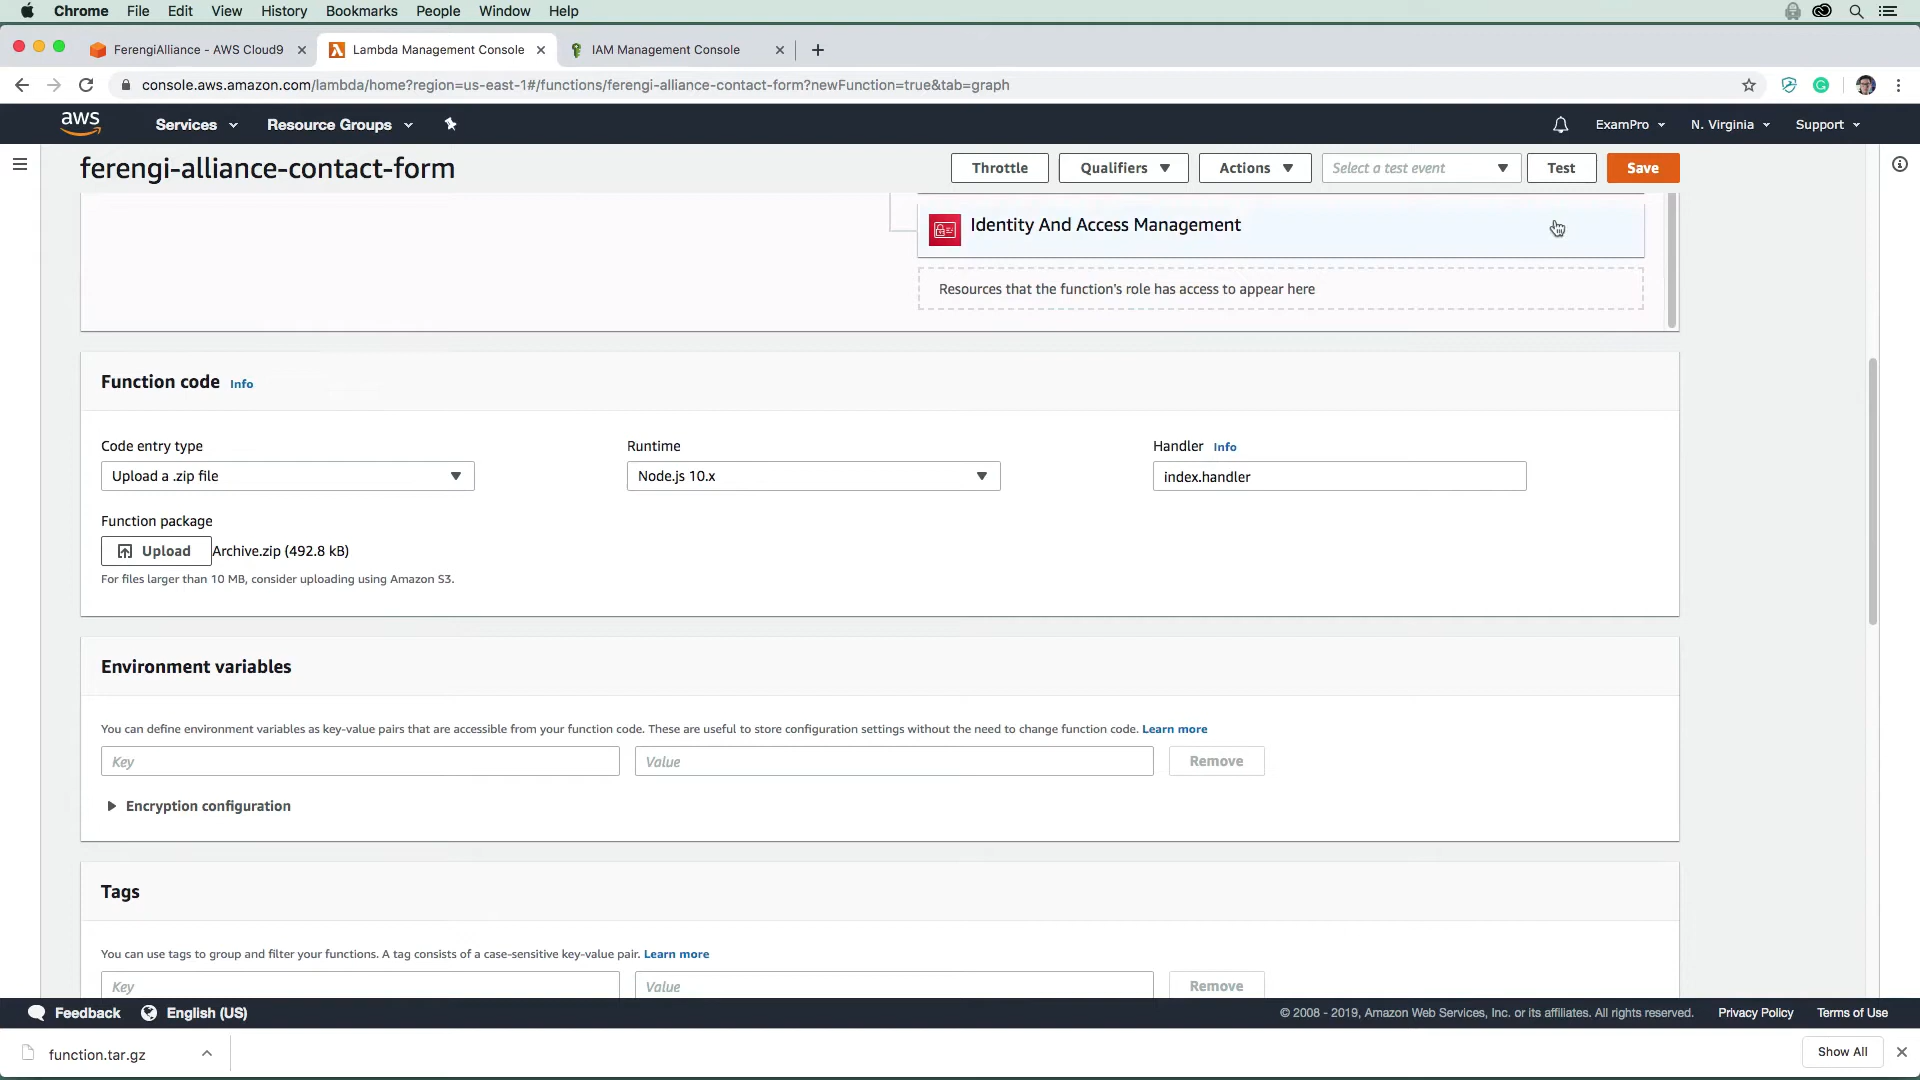 Chrome File Edit View History Bookmarks People Window Help
FerengiAlliance - AWS Cloud9
Lambda Management Console
IAM Management Console
console.aws.amazon.com/lambda/home?region=us-east-1#/functions/ferengi-alliance-contact-form?newFunction=true&tab=graph
aws Services Resource Groups ExamPro N. Virginia Support
ferengi-alliance-contact-form Throttle Qualifiers Actions Select a test event Test Save
Identity And Access Management
Resources that the function's role has access to appear here
Function code Info
Code entry type Runtime Handler Info
Upload a .zip file Node.js 10.x index.handler
Function package
Upload Archive.zip (492.8 kB)
For files larger than 10 MB, consider uploading using Amazon S3.
Environment variables
You can define environment variables as key-value pairs that are accessible from your function code. These are useful to store configuration settings without the need to change function code. Learn more
Key Value Remove
Encryption configuration
Tags
You can use tags to group and filter your functions. A tag consists of a case-sensitive key-value pair. Learn more
Key Value Remove
Feedback English (US) © 2008 - 2019, Amazon Web Services, Inc. or its affiliates. All rights reserved. Privacy Policy Terms of Use
function.tar.gz Show All